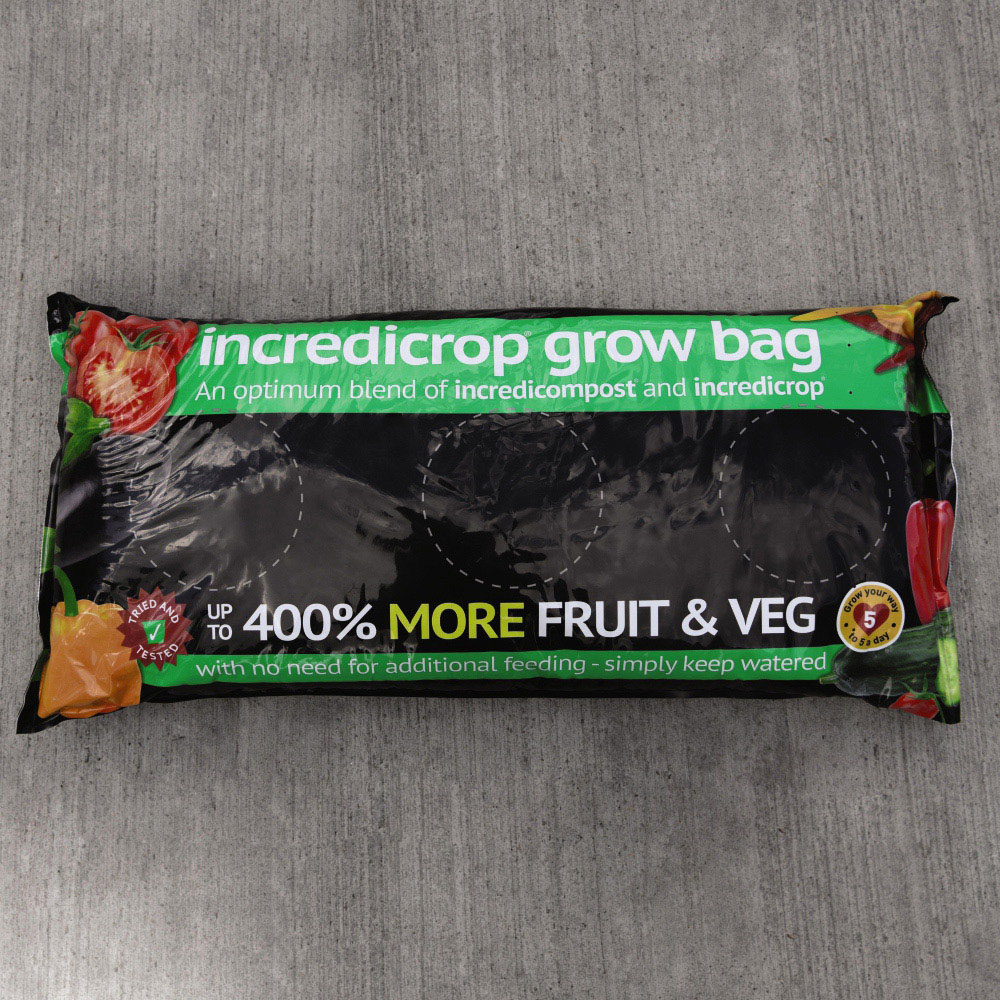 incredicrop® grow bag
An optimum blend of incredicompost and incredicrop®
TRIED AND
TESTED
UP TO 400% MORE FRUIT & VEG
Grow your way
5
to 5 a day
with no need for additional feeding - simply keep watered